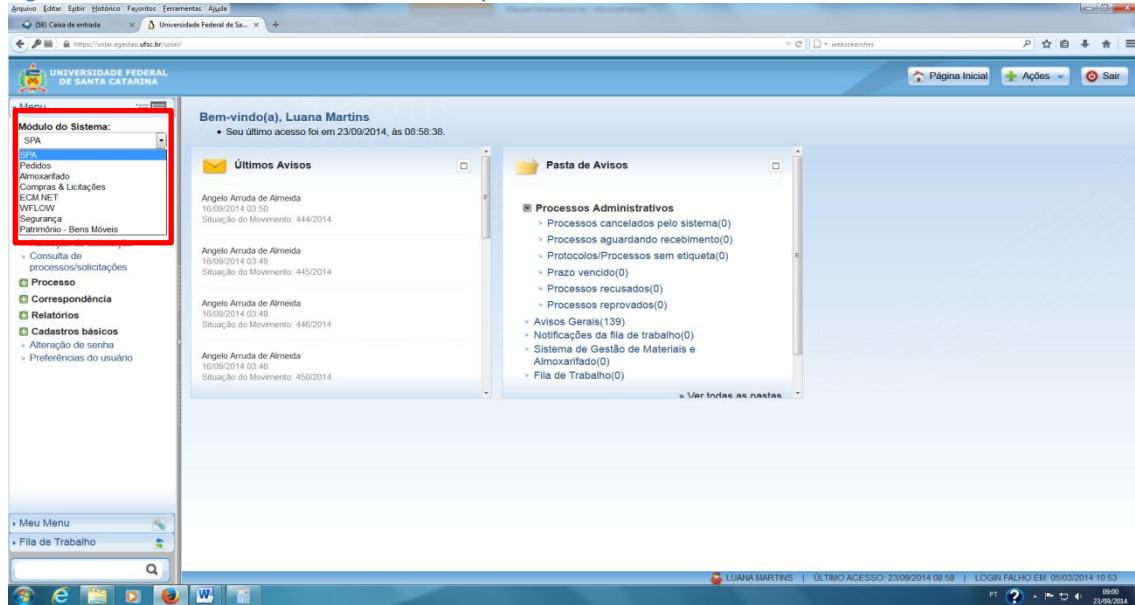 Arquivo Editar Exibir Histórico Favoritos Ferramentas Ajuda
(58) Caixa de entrada × Universidade Federal de Sa... × +
https://solar.egestao.ufsc.br/solar/
websearches
UNIVERSIDADE FEDERAL
DE SANTA CATARINA
Página Inicial Ações Sair
Menu
Módulo do Sistema:
SPA
SPA
Pedidos
Almoxarifado
Compras & Licitações
ECM.NET
WFLOW
Segurança
Patrimônio - Bens Móveis
Consulta de
processos/solicitações
Processo
Correspondência
Relatórios
Cadastros básicos
Alteração de senha
Preferências do usuário
Meu Menu
Fila de Trabalho
Bem-vindo(a), Luana Martins
• Seu último acesso foi em 23/09/2014, às 08:58:38.
Últimos Avisos
Angelo Arruda de Almeida
16/09/2014 03:50
Situação do Movimento: 444/2014
Angelo Arruda de Almeida
16/09/2014 03:49
Situação do Movimento: 445/2014
Angelo Arruda de Almeida
16/09/2014 03:49
Situação do Movimento: 446/2014
Angelo Arruda de Almeida
16/09/2014 03:46
Situação do Movimento: 450/2014
Pasta de Avisos
Processos Administrativos
Processos cancelados pelo sistema(0)
Processos aguardando recebimento(0)
Protocolos/Processos sem etiqueta(0)
Prazo vencido(0)
Processos recusados(0)
Processos reprovados(0)
Avisos Gerais(139)
Notificações da fila de trabalho(0)
Sistema de Gestão de Materiais e
Almoxarifado(0)
Fila de Trabalho(0)
» Ver todas as pastas
LUANA MARTINS | ÚLTIMO ACESSO: 23/09/2014 08:58 | LOGIN FALHO EM: 05/03/2014 10:53
PT
09:00
23/09/2014